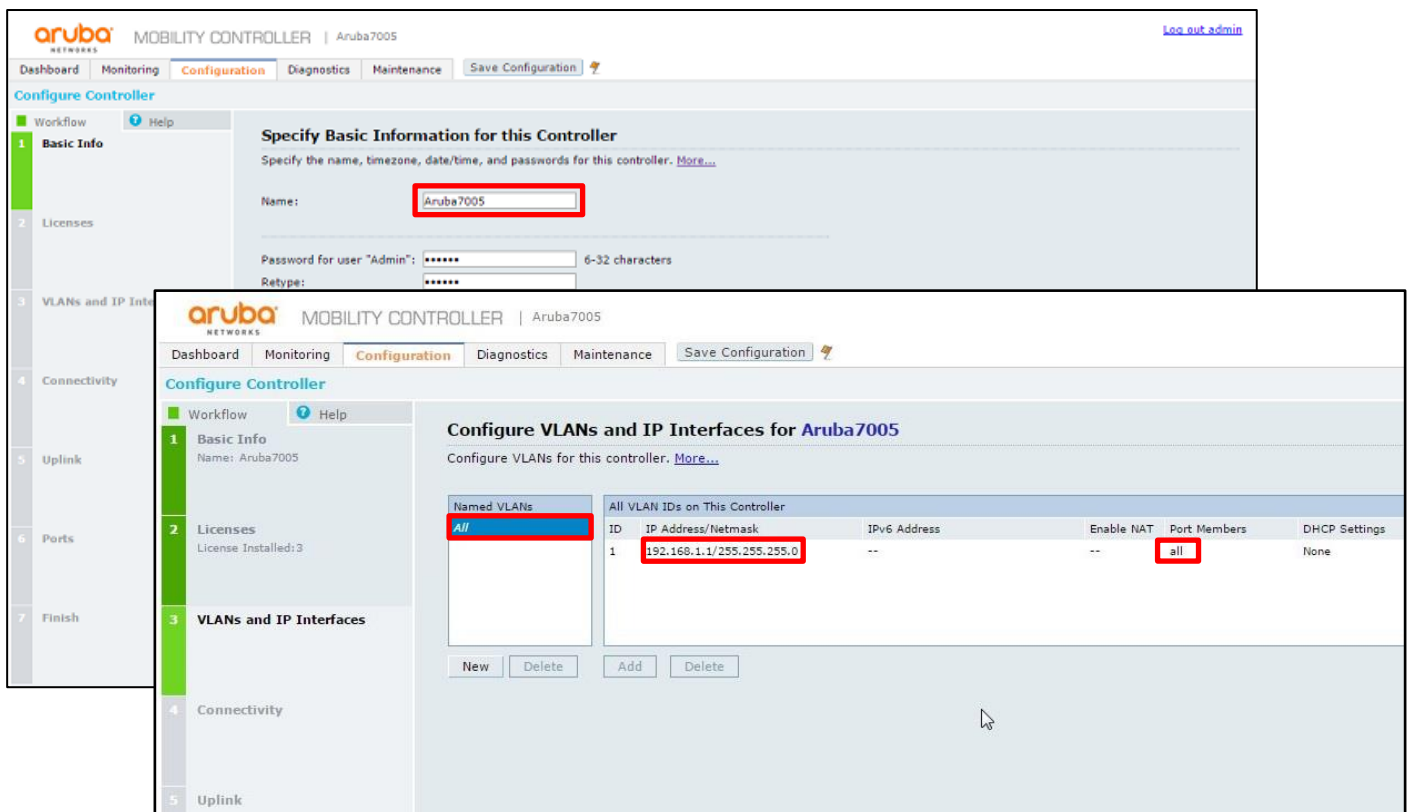 aruba NETWORKS MOBILITY CONTROLLER | Aruba7005 Log out admin
Dashboard Monitoring Configuration Diagnostics Maintenance Save Configuration
Configure Controller
Workflow Help
1 Basic Info
Specify Basic Information for this Controller
Specify the name, timezone, date/time, and passwords for this controller. More...
Name: Aruba7005
2 Licenses
Password for user "Admin": •••••• 6-32 characters
Retype: ••••••
3 VLANs and IP Inte
4 Connectivity
5 Uplink
6 Ports
7 Finish
aruba NETWORKS MOBILITY CONTROLLER | Aruba7005
Dashboard Monitoring Configuration Diagnostics Maintenance Save Configuration
Configure Controller
Workflow Help
1 Basic Info
Name: Aruba7005
2 Licenses
License Installed:3
3 VLANs and IP Interfaces
4 Connectivity
5 Uplink
Configure VLANs and IP Interfaces for Aruba7005
Configure VLANs for this controller. More...
Named VLANs
All
All VLAN IDs on This Controller
ID IP Address/Netmask IPv6 Address Enable NAT Port Members DHCP Settings
1 192.168.1.1/255.255.255.0 -- -- all None
New Delete Add Delete